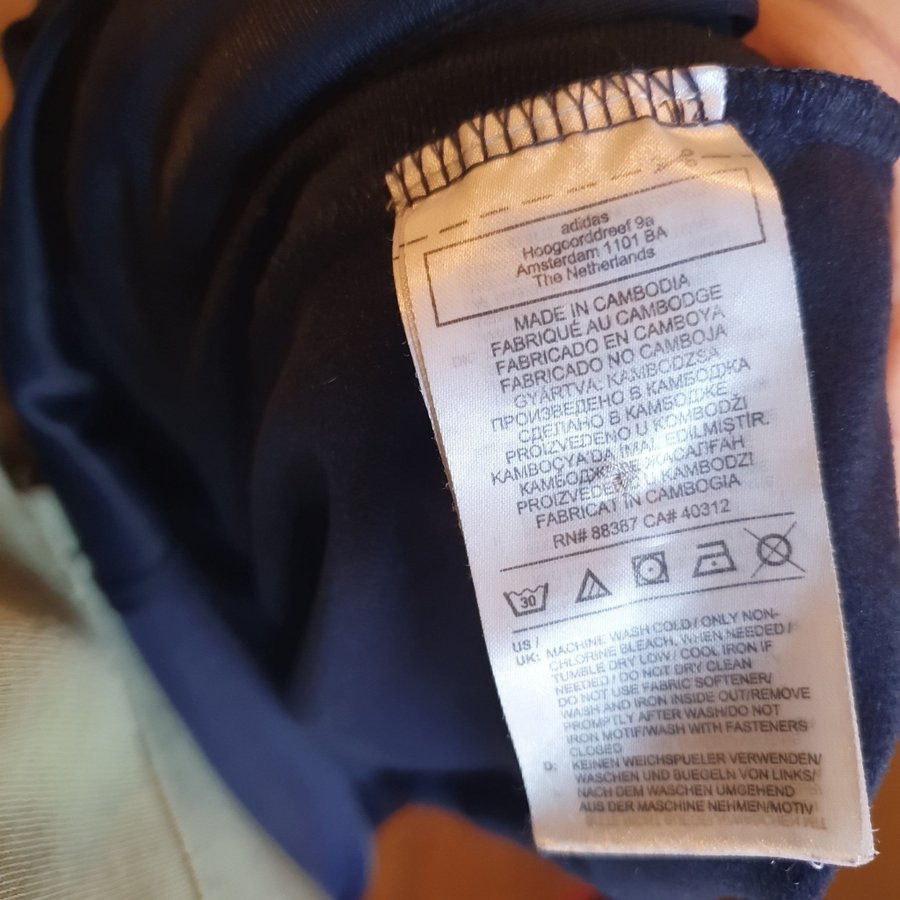 adidas
Hoogoorddreef 9a
Amsterdam 1101 BA
The Netherlands
MADE IN CAMBODIA
FABRIQUÉ AU CAMBODGE
FABRICADO EN CAMBOYA
FABRICADO NO CAMBOJA
GYÁRTVA: KAMBODZSA
ПРОИЗВЕДЕНО В КАМБОДЖА
СДЕЛАНО В КАМБОДЖЕ
PROIZVEDENO U KOMBODŽI
KAMBOÇYA'DA İMAL EDİLMİŞTİR.
КАМБОДЖ ЖАСАЛҒАН
PROIZVEDE U KAMBODZI
FABRICAT IN CAMBOGIA
RN# 88387 CA# 40312
30
US / UK: MACHINE WASH COLD / ONLY NON-
CHLORINE BLEACH, WHEN NEEDED /
TUMBLE DRY LOW / COOL IRON IF
NEEDED / DO NOT DRY CLEAN
DO NOT USE FABRIC SOFTENER/
WASH AND IRON INSIDE OUT/REMOVE
PROMPTLY AFTER WASH/DO NOT
IRON MOTIF/WASH WITH FASTENERS
CLOSED
D: KEINEN WEICHSPUELER VERWENDEN/
WASCHEN UND BUEGELN VON LINKS/
NACH DEM WASCHEN UMGEHEND
AUS DER MASCHINE NEHMEN/MOTIV